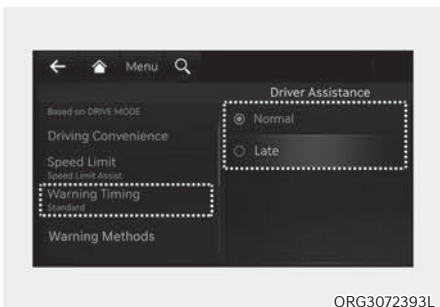 Menu
Driver Assistance
Based on DRIVE MODE
Driving Convenience
Speed Limit
Speed Limit Assist
Warning Timing
Standard
Warning Methods
Normal
Late
ORG3072393L